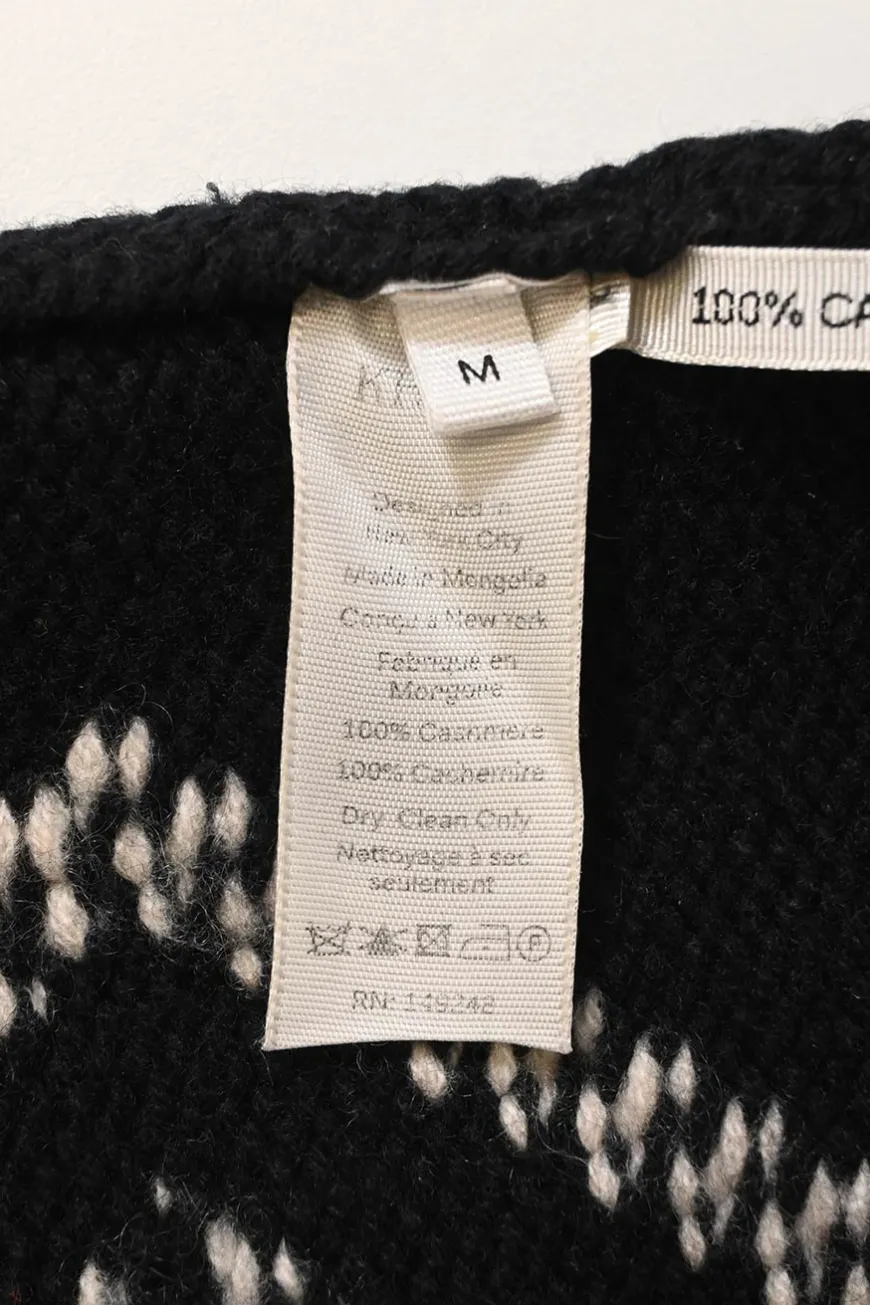 100% CA
M
Designed in
New York City
Made in Mongolia
Conçu à New York
Fabriqué en
Mongolie
100% Cashmere
100% Cachemire
Dry Clean Only
Nettoyage à sec
seulement
P
RN: 149242